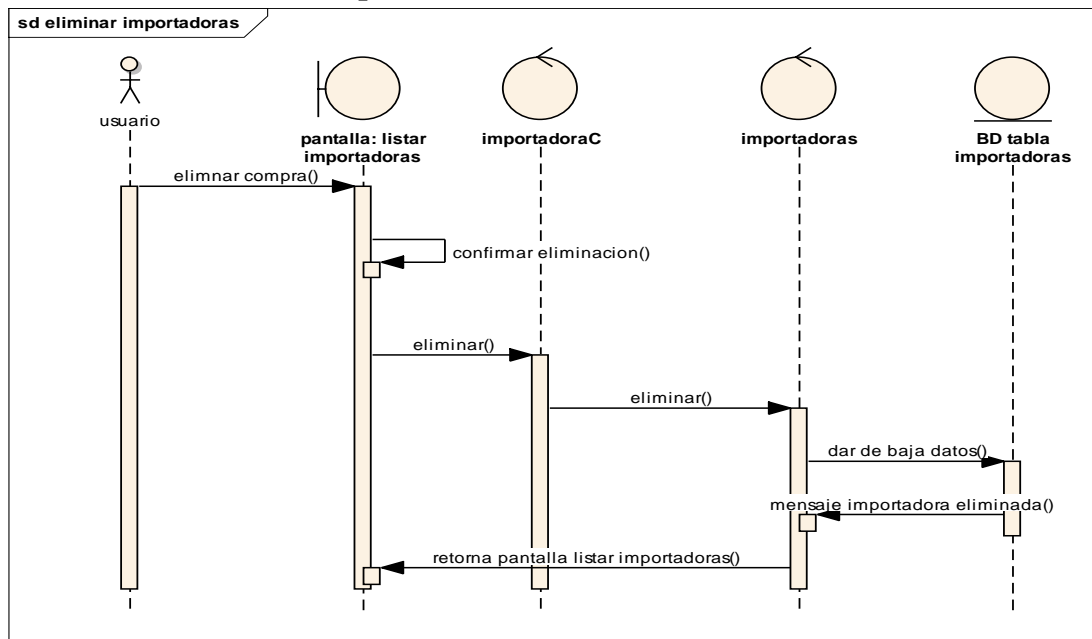 sd eliminar importadoras
usuario
pantalla: listar
importadoras
importadoraC
importadoras
BD tabla
importadoras
elimnar compra()
confirmar eliminacion()
eliminar()
eliminar()
dar de baja datos()
mensaje importadora eliminada()
retorna pantalla listar importadoras()